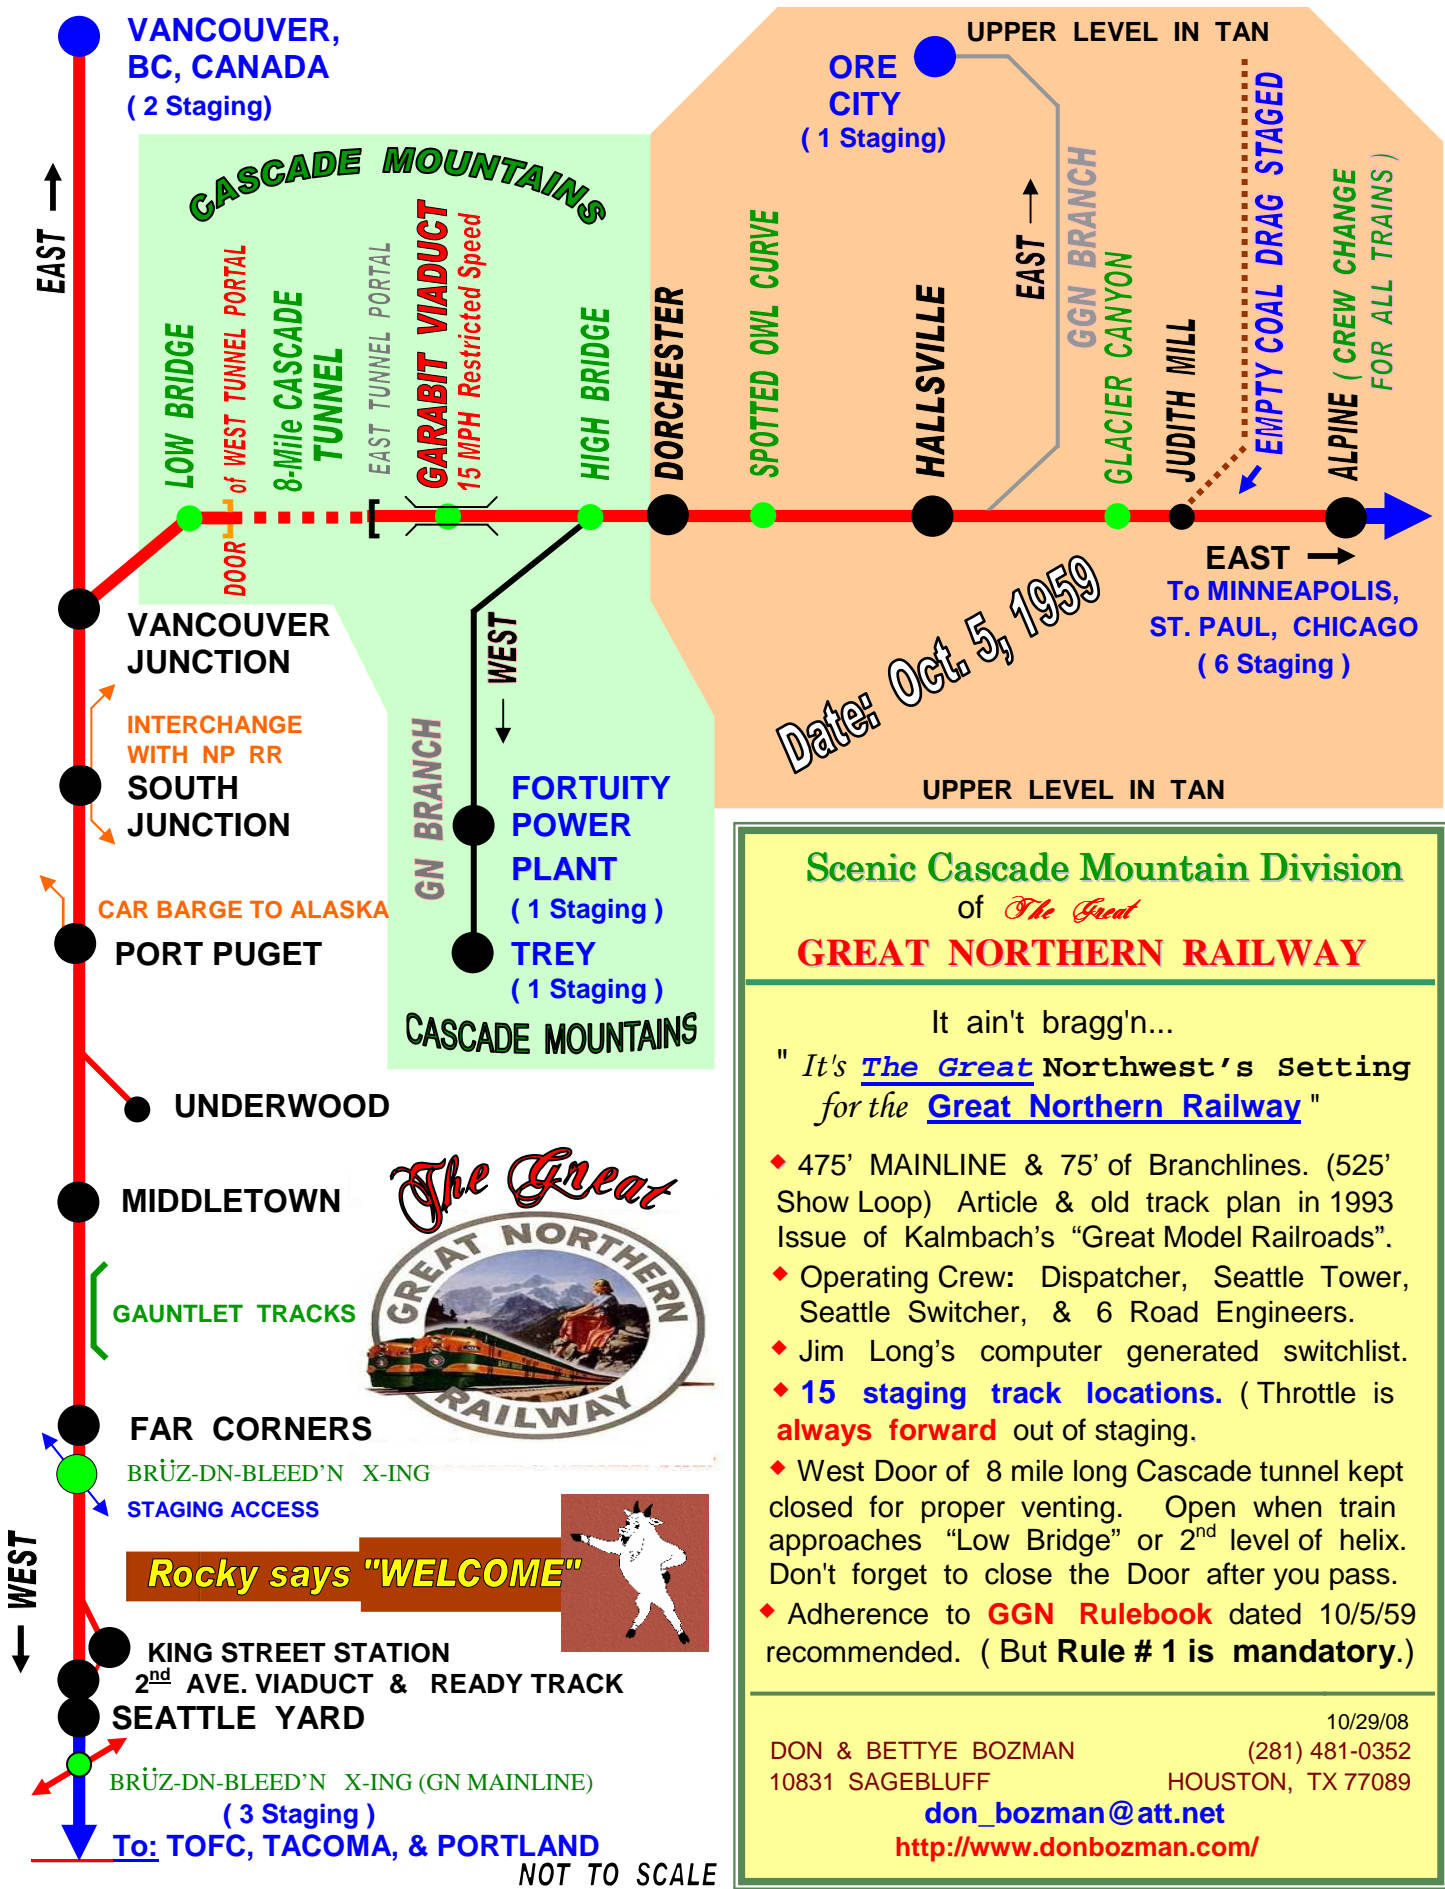 VANCOUVER,
BC, CANADA
( 2 Staging)
EAST
UPPER LEVEL IN TAN
ORE
CITY
( 1 Staging)
CASCADE MOUNTAINS
LOW BRIDGE
DOOR of WEST TUNNEL PORTAL
8-Mile CASCADE
TUNNEL
EAST TUNNEL PORTAL
GARABIT VIADUCT
15 MPH Restricted Speed
HIGH BRIDGE
DORCHESTER
SPOTTED OWL CURVE
HALLSVILLE
EAST
GGN BRANCH
GLACIER CANYON
JUDITH MILL
EMPTY COAL DRAG STAGED
ALPINE ( CREW CHANGE
FOR ALL TRAINS )
EAST
To MINNEAPOLIS,
ST. PAUL, CHICAGO
( 6 Staging )
Date: Oct. 5, 1959
UPPER LEVEL IN TAN
VANCOUVER
JUNCTION
INTERCHANGE
WITH NP RR
SOUTH
JUNCTION
CAR BARGE TO ALASKA
PORT PUGET
WEST
GN BRANCH
FORTUITY
POWER
PLANT
( 1 Staging )
TREY
( 1 Staging )
CASCADE MOUNTAINS
UNDERWOOD
MIDDLETOWN
GAUNTLET TRACKS
The Great
GREAT NORTHERN
RAILWAY
FAR CORNERS
BRÜZ-DN-BLEED'N X-ING
STAGING ACCESS
WEST
Rocky says "WELCOME"
KING STREET STATION
2nd AVE. VIADUCT & READY TRACK
SEATTLE YARD
BRÜZ-DN-BLEED'N X-ING (GN MAINLINE)
( 3 Staging )
To: TOFC, TACOMA, & PORTLAND
NOT TO SCALE
Scenic Cascade Mountain Division
of The Great
GREAT NORTHERN RAILWAY
It ain't bragg'n...
" It's The Great Northwest's Setting
for the Great Northern Railway "
◆ 475' MAINLINE & 75' of Branchlines. (525'
Show Loop) Article & old track plan in 1993
Issue of Kalmbach's "Great Model Railroads".
◆ Operating Crew: Dispatcher, Seattle Tower,
Seattle Switcher, & 6 Road Engineers.
◆ Jim Long's computer generated switchlist.
◆ 15 staging track locations. ( Throttle is
always forward out of staging.
◆ West Door of 8 mile long Cascade tunnel kept
closed for proper venting. Open when train
approaches "Low Bridge" or 2nd level of helix.
Don't forget to close the Door after you pass.
◆ Adherence to GGN Rulebook dated 10/5/59
recommended. ( But Rule # 1 is mandatory.)
10/29/08
DON & BETTYE BOZMAN (281) 481-0352
10831 SAGEBLUFF HOUSTON, TX 77089
don_bozman@att.net
http://www.donbozman.com/